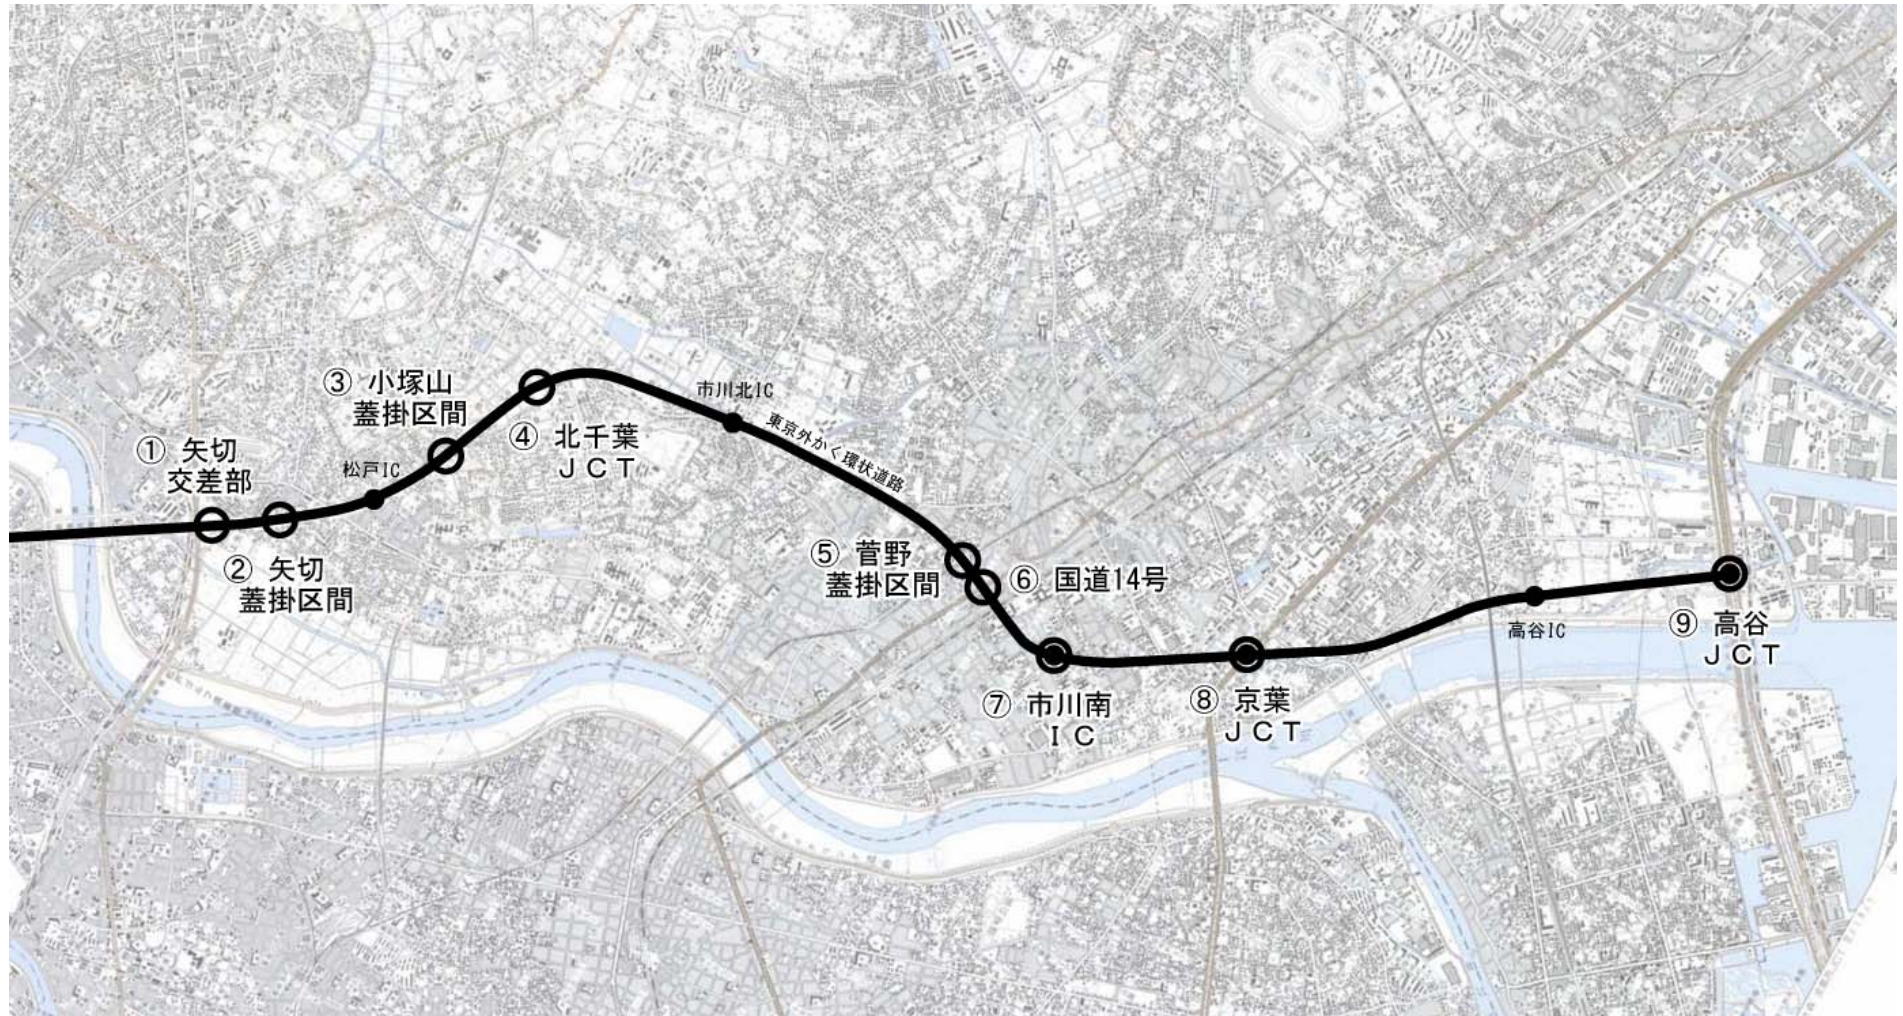 ① 矢切
交差部
② 矢切
蓋掛区間
松戸IC
③ 小塚山
蓋掛区間
④ 北千葉
ＪＣＴ
市川北IC
東京外かく環状道路
⑤ 菅野
蓋掛区間
⑥ 国道14号
⑦ 市川南
ＩＣ
⑧ 京葉
ＪＣＴ
高谷IC
⑨ 高谷
ＪＣＴ